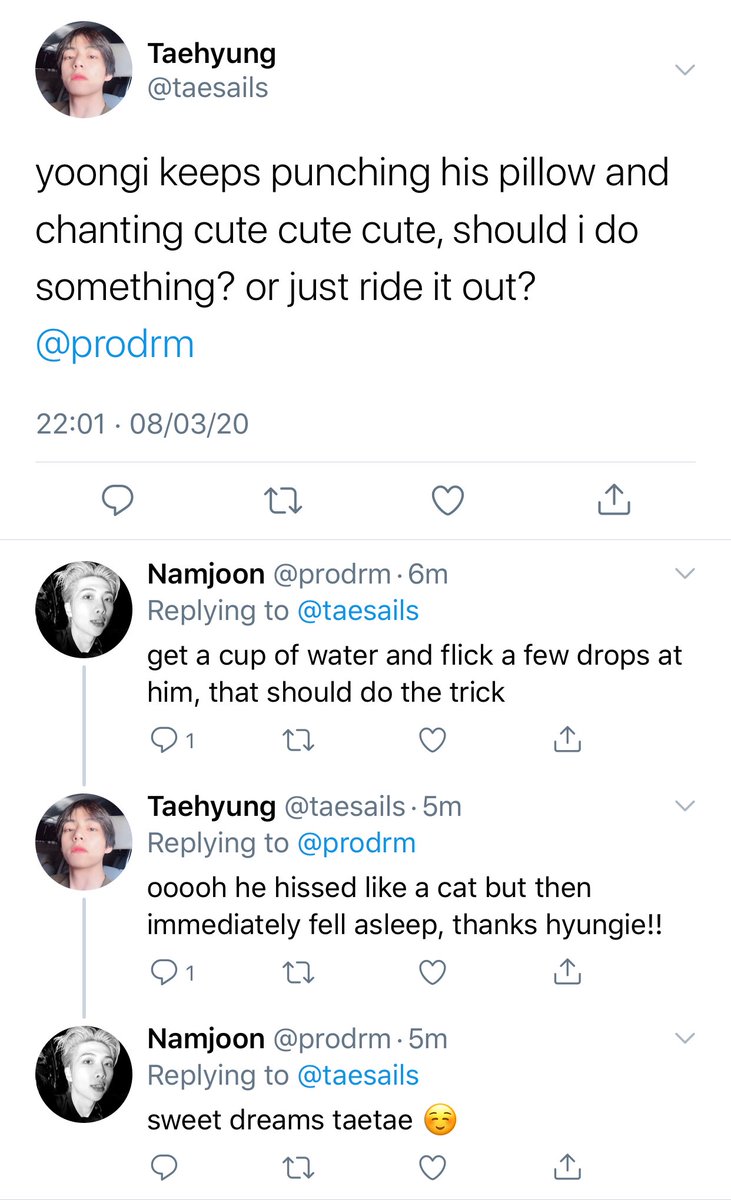 Taehyung
@taesails
yoongi keeps punching his pillow and
chanting cute cute cute, should i do
something? or just ride it out?
@prodrm
22:01 · 08/03/20
Namjoon @prodrm · 6m
Replying to @taesails
get a cup of water and flick a few drops at
him, that should do the trick
1
Taehyung @taesails · 5m
Replying to @prodrm
ooooh he hissed like a cat but then
immediately fell asleep, thanks hyungie!!
1
Namjoon @prodrm · 5m
Replying to @taesails
sweet dreams taetae ☺️